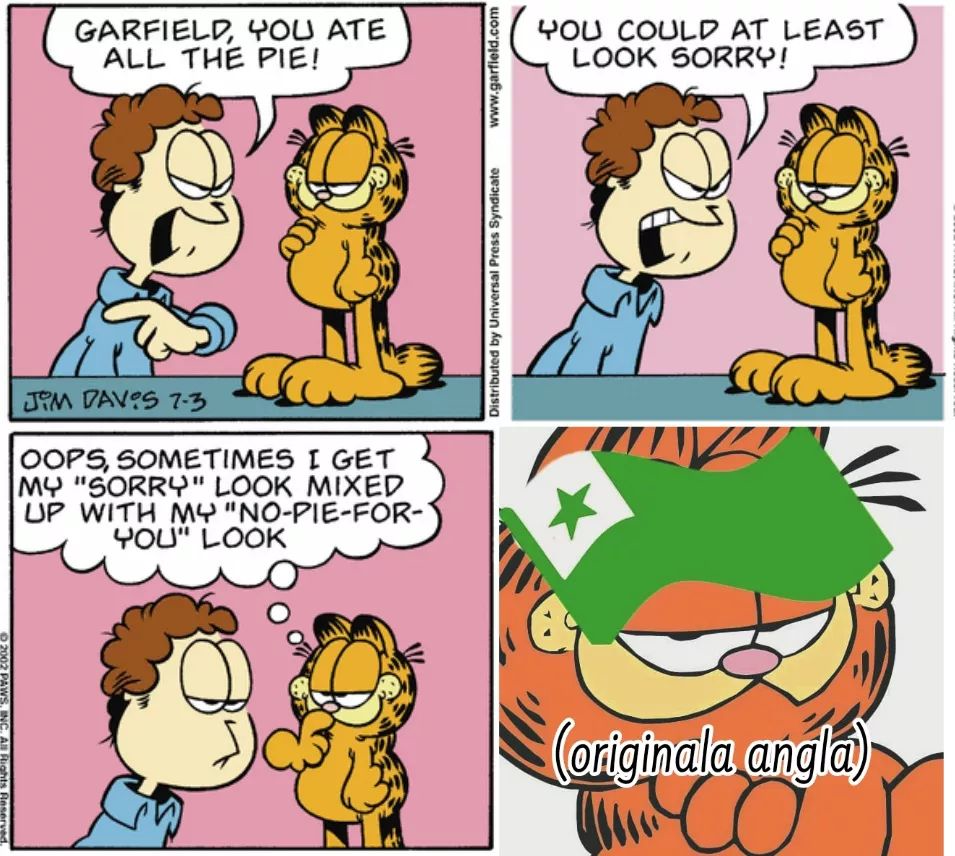 GARFIELD, YOU ATE
ALL THE PIE!
www.garfield.com
Distributed by Universal Press Syndicate
JIM DAVIS 7-3
YOU COULD AT LEAST
LOOK SORRY!
OOPS, SOMETIMES I GET
MY "SORRY" LOOK MIXED
UP WITH MY "NO-PIE-FOR-
YOU" LOOK
© 2002 PAWS, INC. All Rights Reserved.
(originala angla)